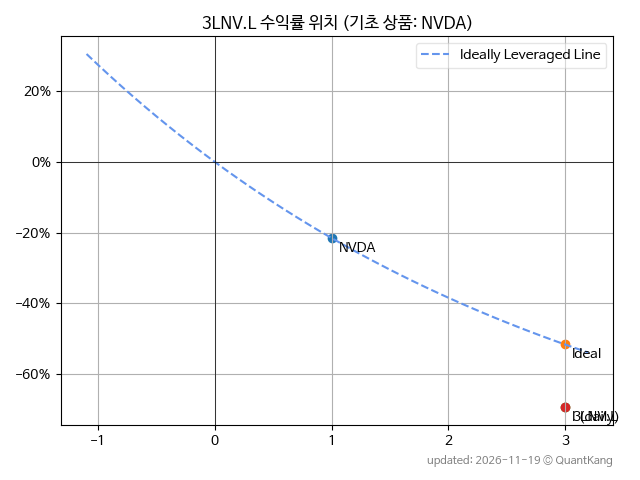 3LNV.L 수익률 위치 (기초 상품: NVDA)
Ideally Leveraged Line
20%
0%
−20%
−40%
−60%
NVDA
Ideal
−1
0
1
2
3
updated: 2026-11-19 © QuantKang